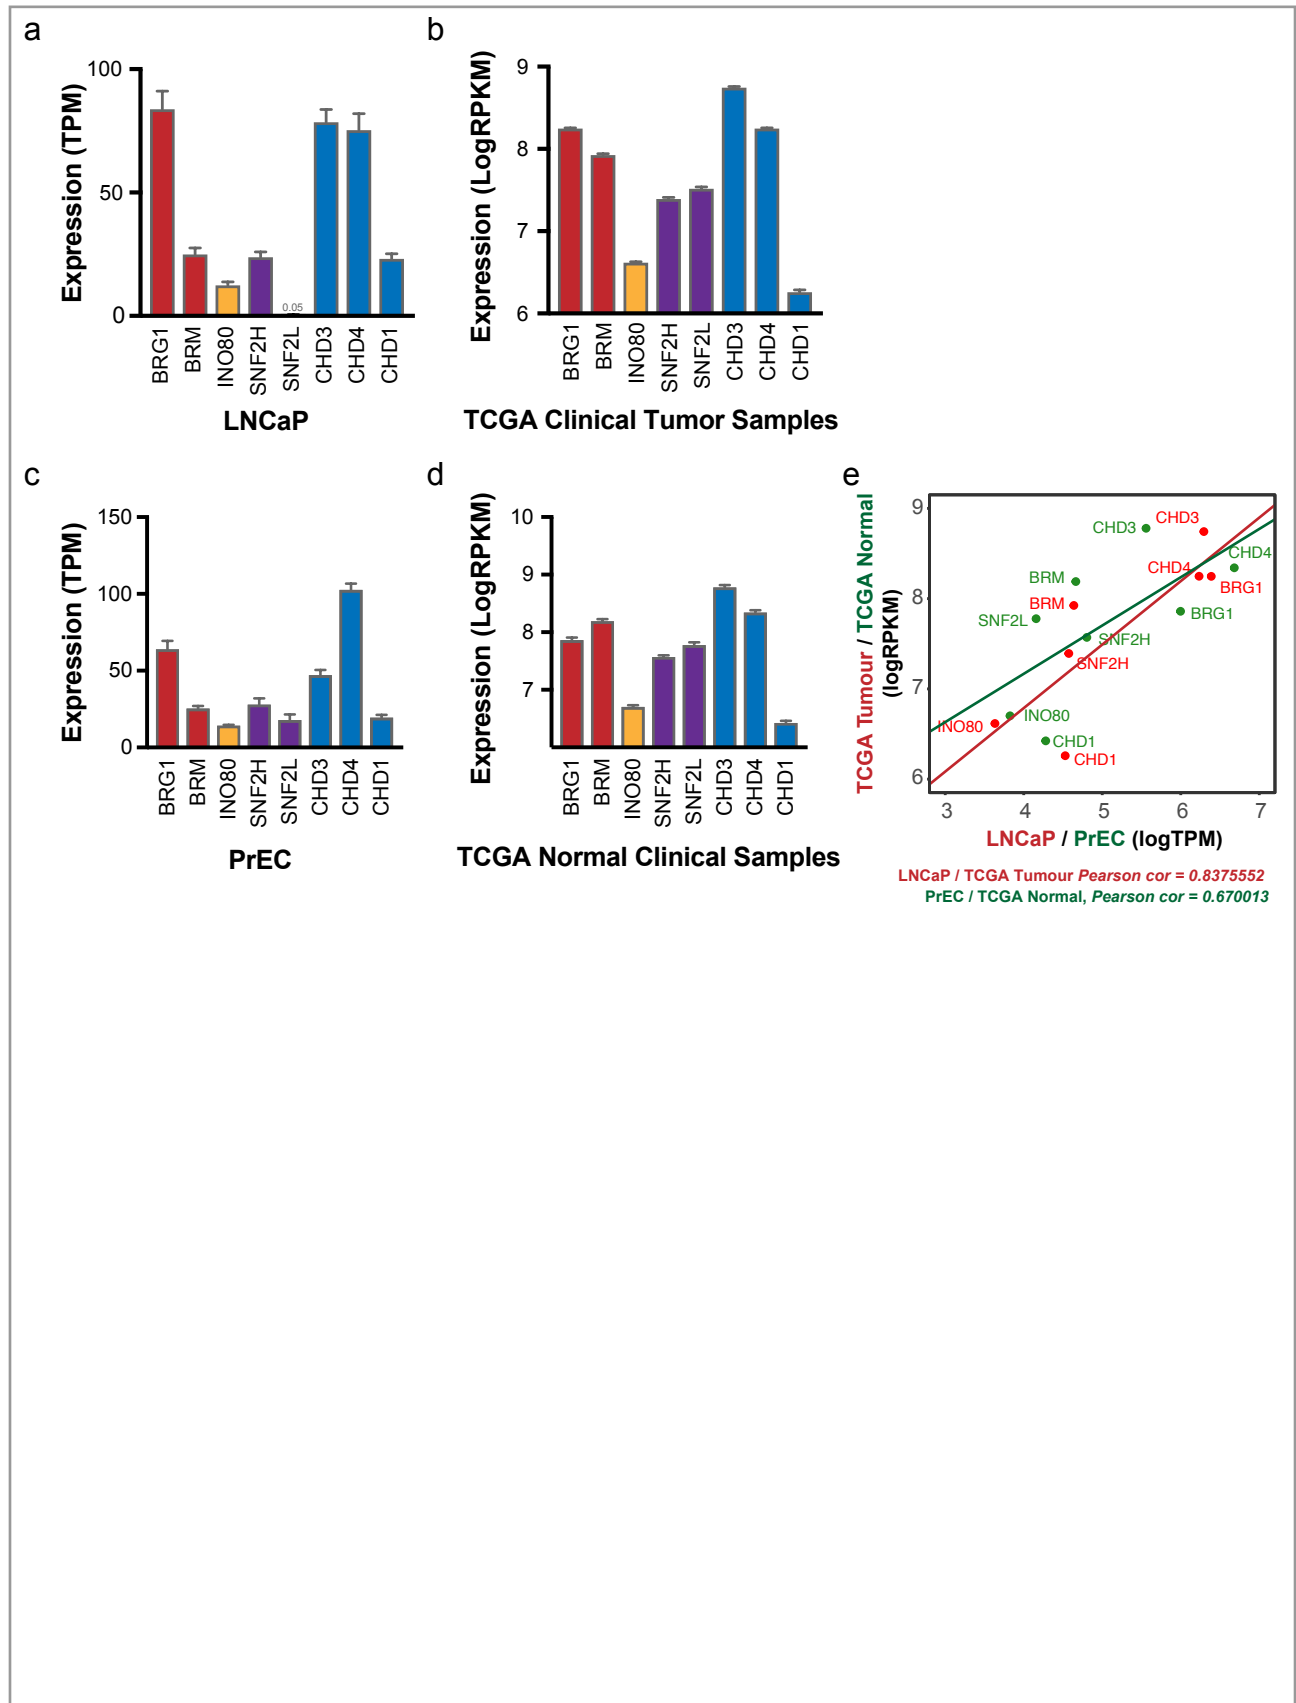 a
Expression (TPM)
100
50
0
0.05
BRG1
BRM
INO80
SNF2H
SNF2L
CHD3
CHD4
CHD1
LNCaP
b
Expression (LogRPKM)
9
8
7
6
BRG1
BRM
INO80
SNF2H
SNF2L
CHD3
CHD4
CHD1
TCGA Clinical Tumor Samples
c
Expression (TPM)
150
100
50
0
BRG1
BRM
INO80
SNF2H
SNF2L
CHD3
CHD4
CHD1
PrEC
d
Expression (LogRPKM)
10
9
8
7
BRG1
BRM
INO80
SNF2H
SNF2L
CHD3
CHD4
CHD1
TCGA Normal Clinical Samples
e
TCGA Tumour / TCGA Normal
(logRPKM)
9
8
7
6
CHD3
CHD3
CHD4
CHD4
BRM
BRG1
BRM
BRG1
SNF2L
SNF2H
SNF2H
INO80
INO80
CHD1
CHD1
3
4
5
6
7
LNCaP / PrEC (logTPM)
LNCaP / TCGA Tumour Pearson cor = 0.8375552
PrEC / TCGA Normal, Pearson cor = 0.670013